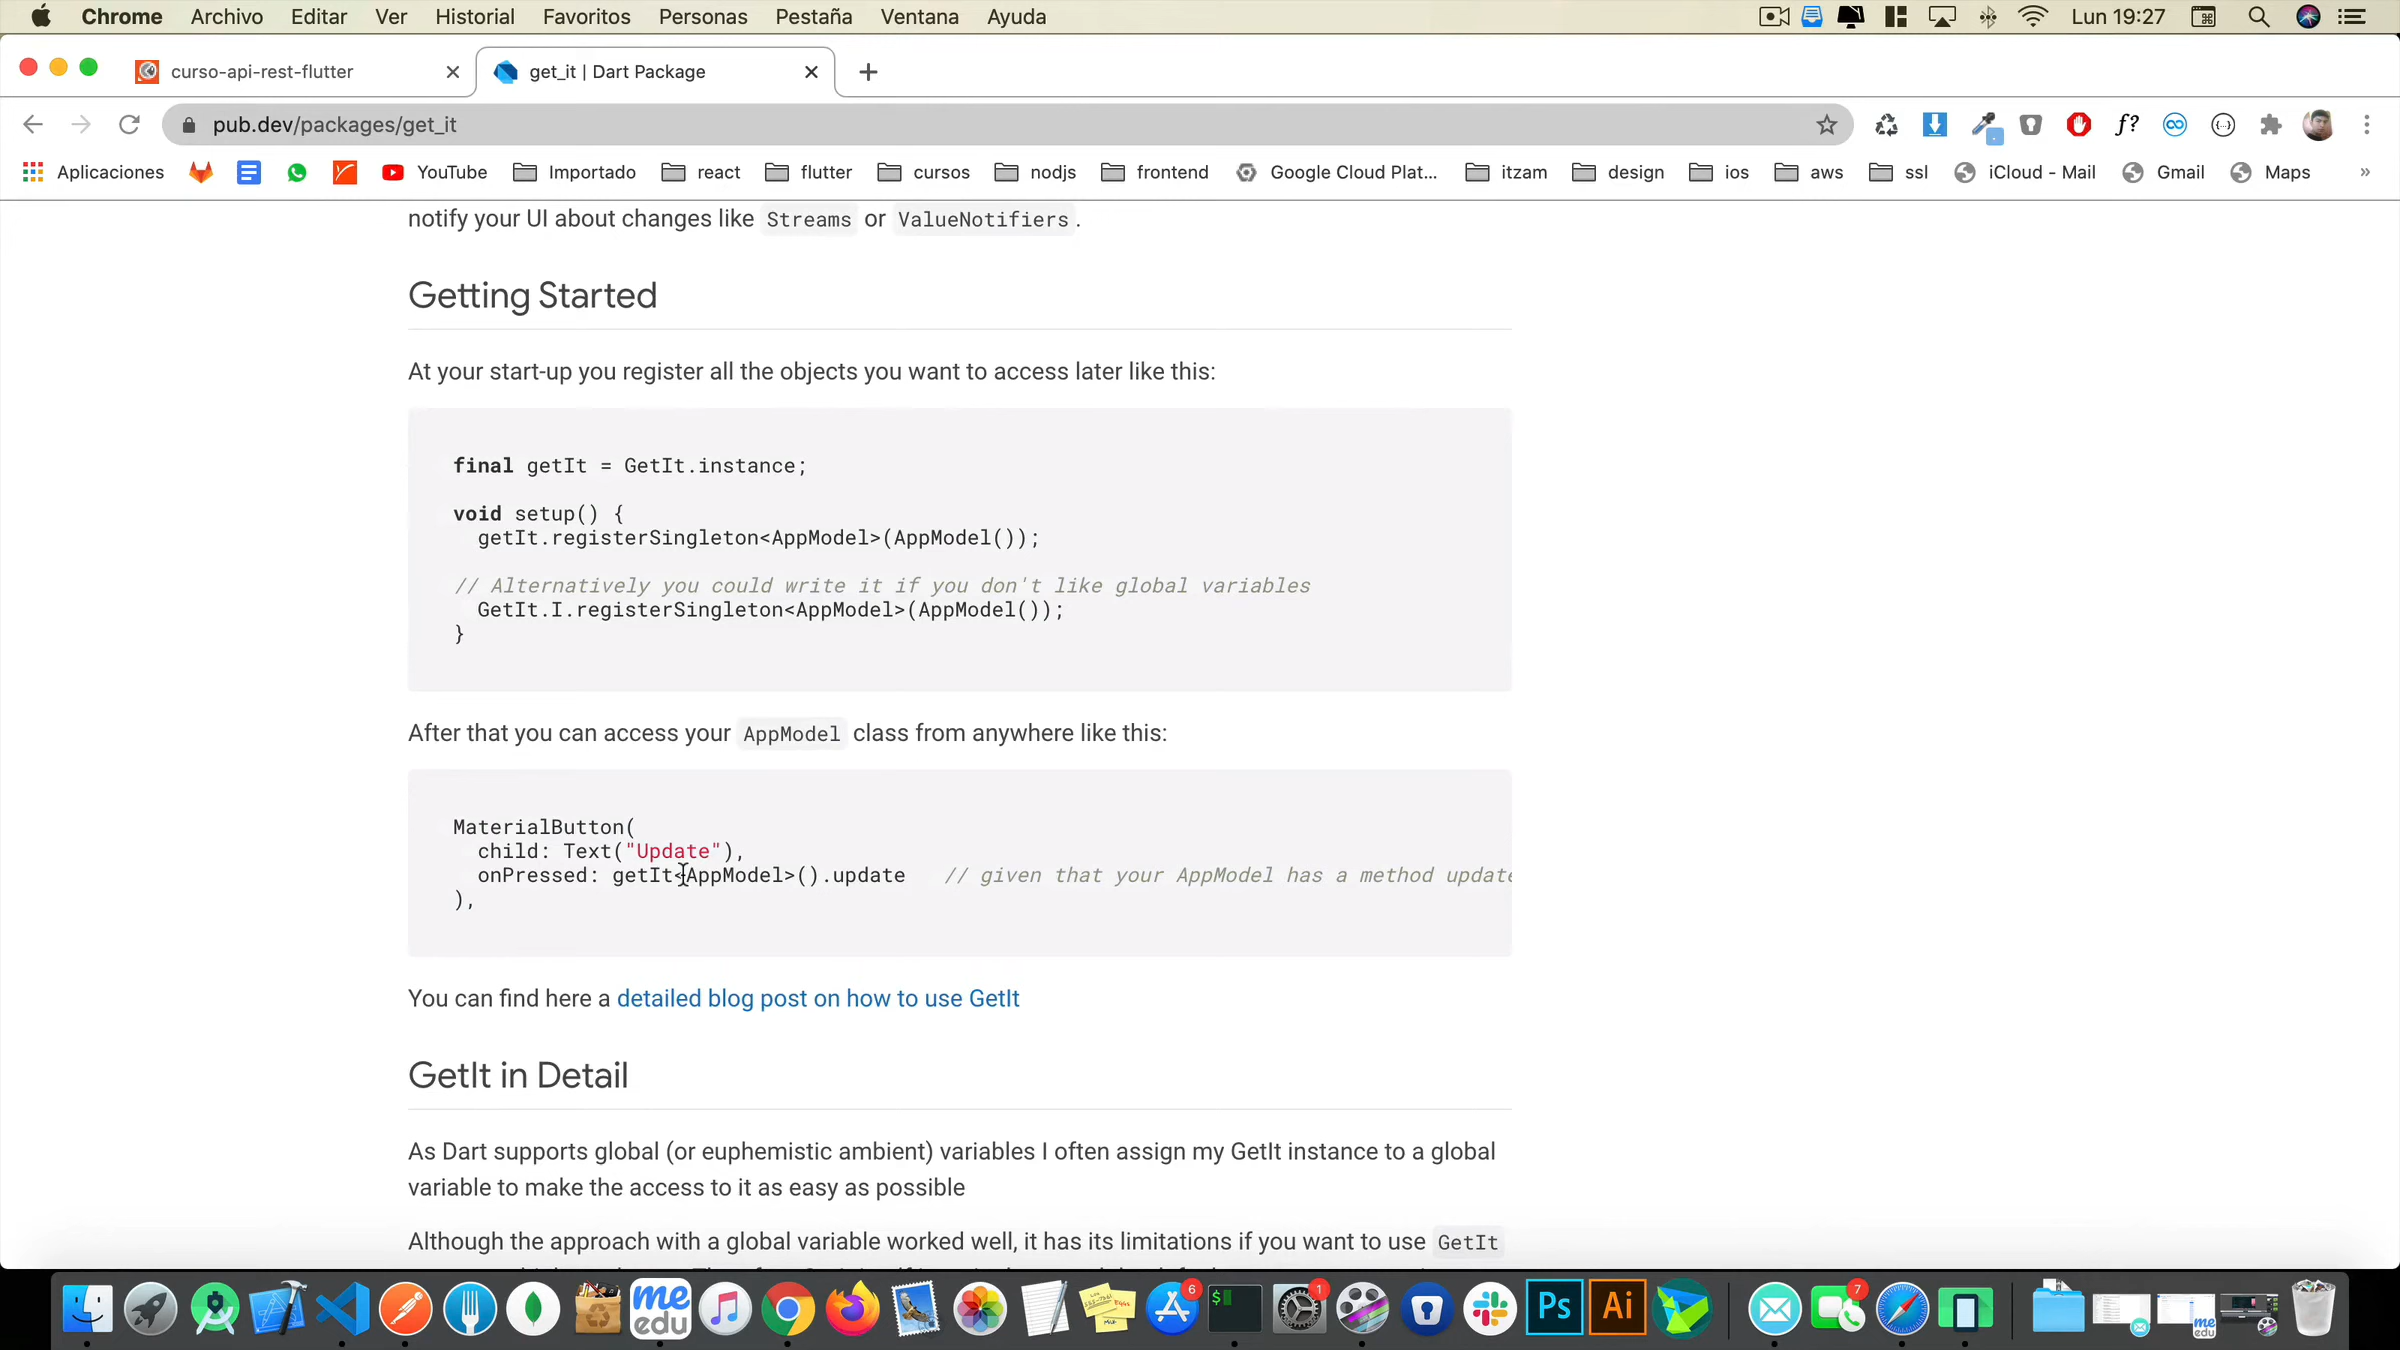 Chrome Archivo Editar Ver Historial Favoritos Personas Pestaña Ventana Ayuda Lun 19:27
curso-api-rest-flutter get_it | Dart Package
pub.dev/packages/get_it
Aplicaciones YouTube Importado react flutter cursos nodjs frontend Google Cloud Plat... itzam design ios aws ssl iCloud - Mail Gmail Maps »
notify your UI about changes like Streams or ValueNotifiers.
Getting Started
At your start-up you register all the objects you want to access later like this:
final getIt = GetIt.instance;
void setup() {
getIt.registerSingleton<AppModel>(AppModel());
// Alternatively you could write it if you don't like global variables
GetIt.I.registerSingleton<AppModel>(AppModel());
}
After that you can access your AppModel class from anywhere like this:
MaterialButton(
child: Text("Update"),
onPressed: getIt<AppModel>().update // given that your AppModel has a method update
),
You can find here a detailed blog post on how to use GetIt
GetIt in Detail
As Dart supports global (or euphemistic ambient) variables I often assign my GetIt instance to a global
variable to make the access to it as easy as possible
Although the approach with a global variable worked well, it has its limitations if you want to use GetIt
me edu 6 1 Ps Ai 7